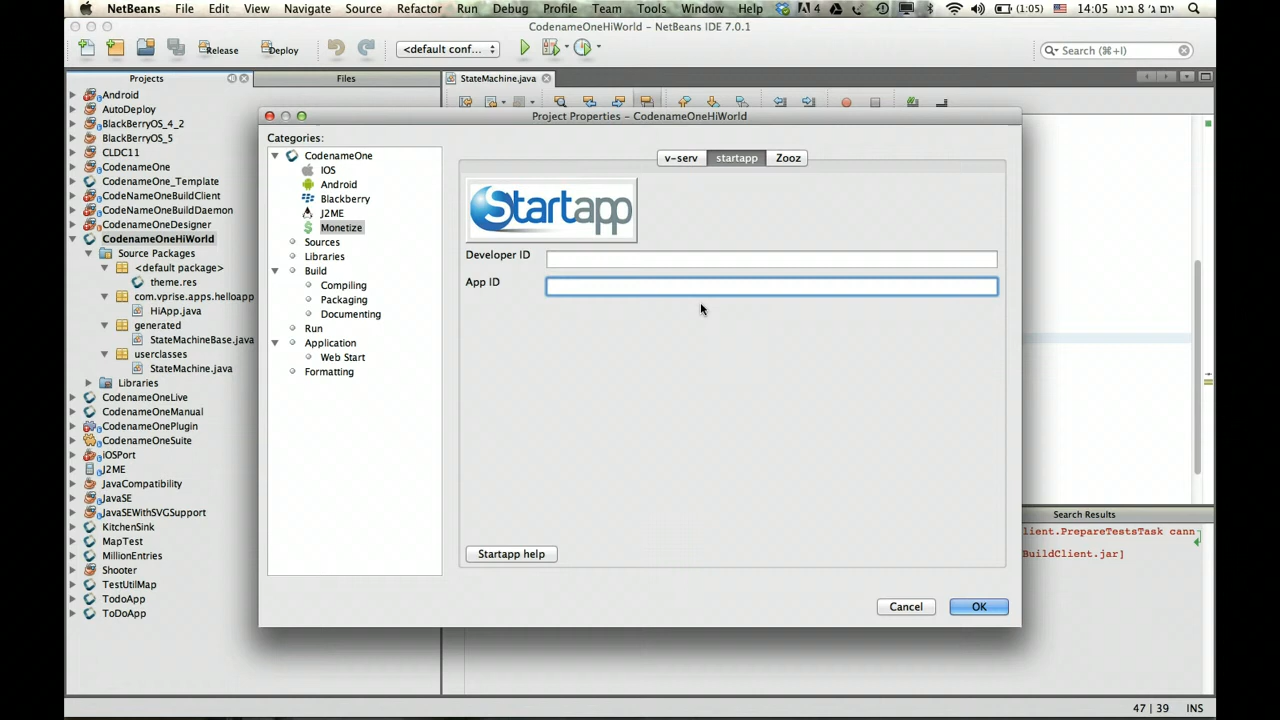 NetBeans File Edit View Navigate Source Refactor Run Debug Profile Team Tools Window Help 4 (1:05) 14:05 יום ג׳ 8 בינו
CodenameOneHiWorld – NetBeans IDE 7.0.1
Release Deploy <default conf... Search (⌘+I)
Projects Files StateMachine.java
Android
AutoDeploy
BlackBerryOS_4_2
BlackBerryOS_5
CLDC11
CodenameOne
CodenameOne_Template
CodeNameOneBuildClient
CodeNameOneBuildDaemon
CodenameOneDesigner
CodenameOneHiWorld
Source Packages
<default package>
theme.res
com.vprise.apps.helloapp
HiApp.java
generated
StateMachineBase.java
userclasses
StateMachine.java
Libraries
CodenameOneLive
CodenameOneManual
CodenameOnePlugin
CodenameOneSuite
iOSPort
J2ME
JavaCompatibility
JavaSE
JavaSEWithSVGSupport
KitchenSink
MapTest
MillionEntries
Shooter
TestUtilMap
TodoApp
ToDoApp
Project Properties – CodenameOneHiWorld
Categories:
CodenameOne
IOS
Android
Blackberry
J2ME
Monetize
Sources
Libraries
Build
Compiling
Packaging
Documenting
Run
Application
Web Start
Formatting
v-serv startapp Zooz
Startapp
Developer ID
App ID
Startapp help
Cancel OK
Search Results
lient.PrepareTestsTask cann
BuildClient.jar]
47 | 39 INS